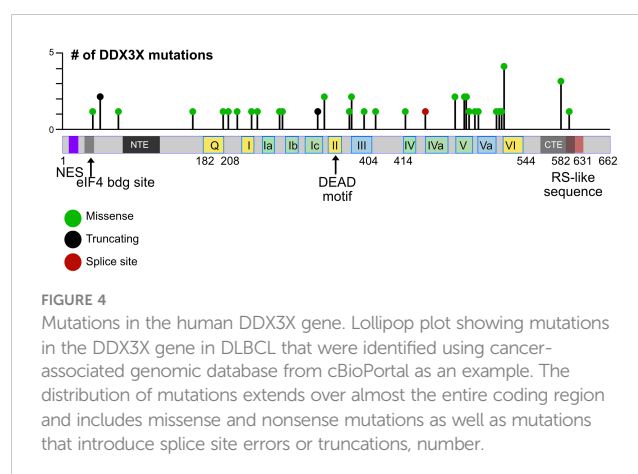 5
# of DDX3X mutations
0
NTE Q I Ia Ib Ic II III IV IVa V Va VI CTE
1 182 208 404 414 544 582 631 662
NES
eIF4 bdg site
DEAD
motif
RS-like
sequence
Missense
Truncating
Splice site
FIGURE 4
Mutations in the human DDX3X gene. Lollipop plot showing mutations
in the DDX3X gene in DLBCL that were identified using cancer-
associated genomic database from cBioPortal as an example. The
distribution of mutations extends over almost the entire coding region
and includes missense and nonsense mutations as well as mutations
that introduce splice site errors or truncations, number.